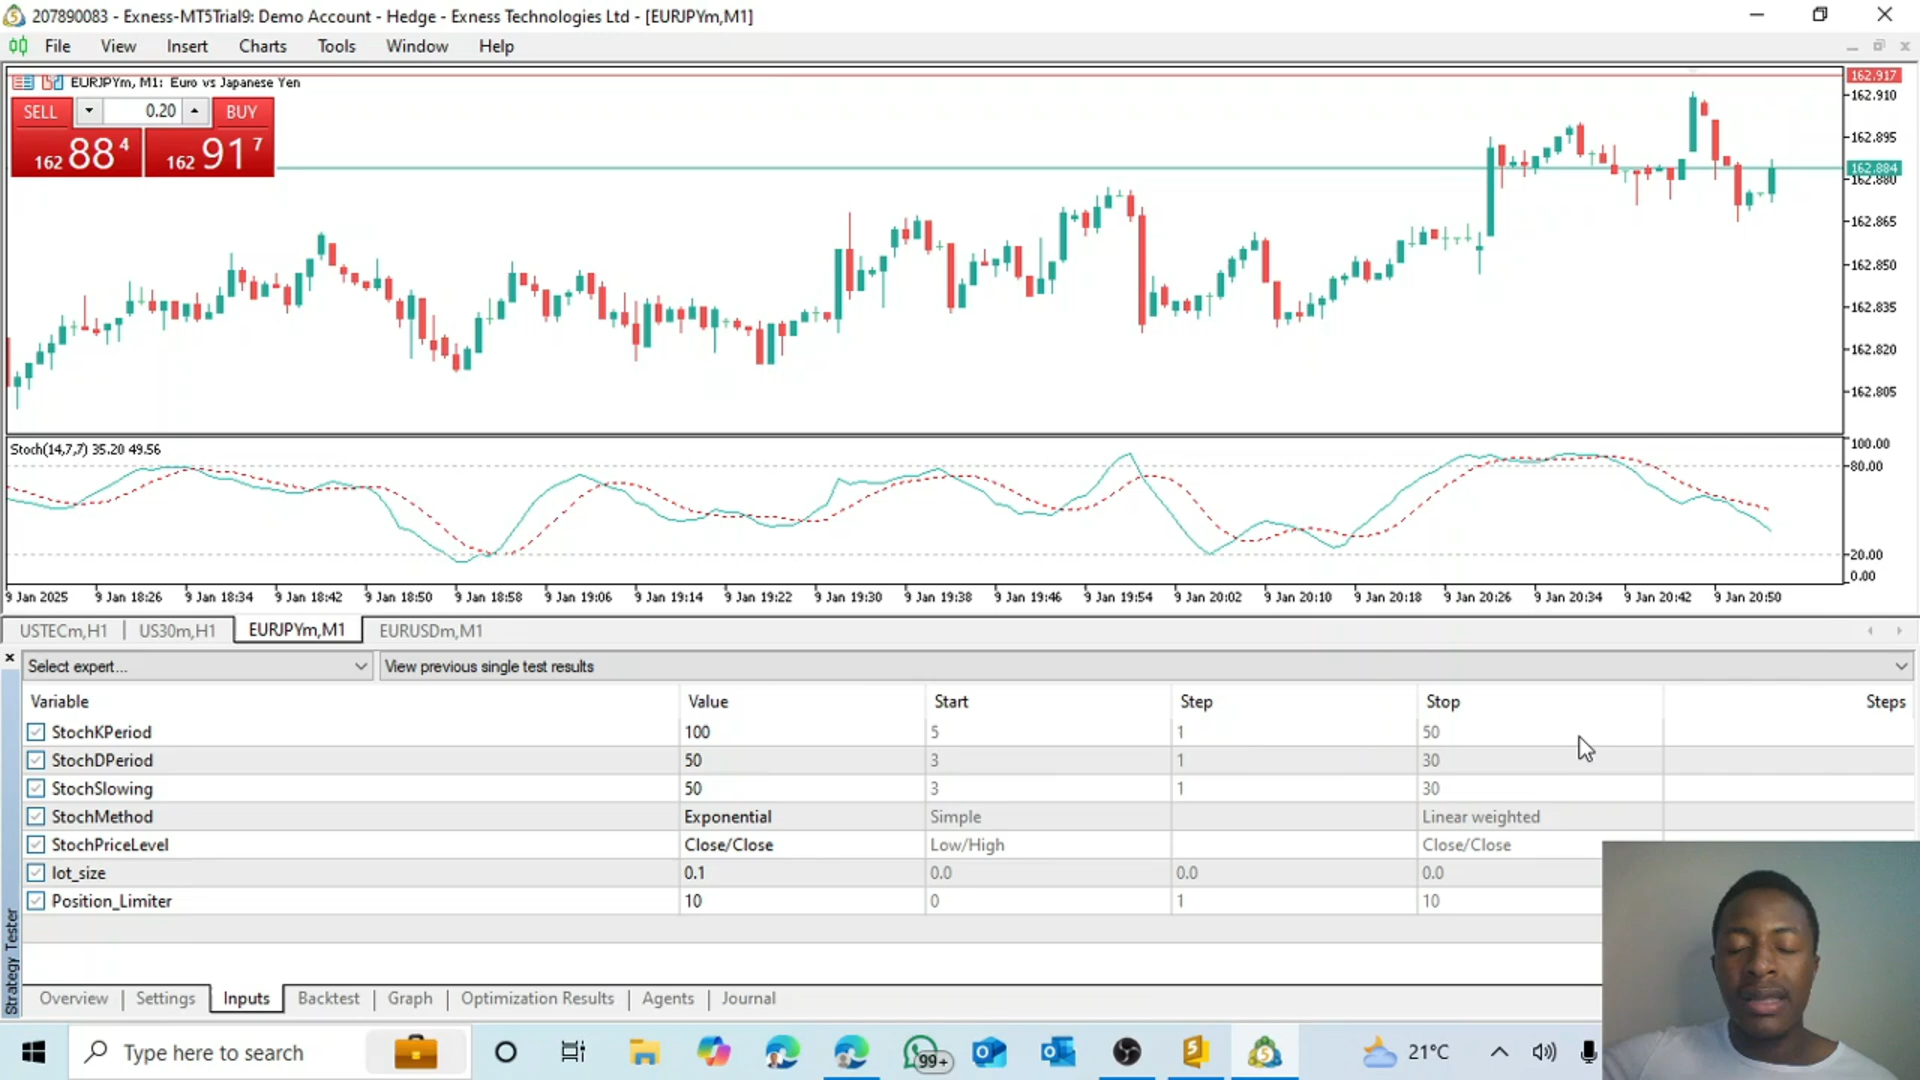 207890083 - Exness-MT5Trial9: Demo Account - Hedge - Exness Technologies Ltd - [EURJPYm,M1]
File View Insert Charts Tools Window Help
EURJPYm, M1: Euro vs Japanese Yen
SELL 0.20 BUY
162 88 4 162 91 7
162.917
162.910
162.895
162.884
162.880
162.865
162.850
162.835
162.820
162.805
Stoch(14,7,7) 35.20 49.56
100.00
80.00
20.00
0.00
9 Jan 2025 9 Jan 18:26 9 Jan 18:34 9 Jan 18:42 9 Jan 18:50 9 Jan 18:58 9 Jan 19:06 9 Jan 19:14 9 Jan 19:22 9 Jan 19:30 9 Jan 19:38 9 Jan 19:46 9 Jan 19:54 9 Jan 20:02 9 Jan 20:10 9 Jan 20:18 9 Jan 20:26 9 Jan 20:34 9 Jan 20:42 9 Jan 20:50
USTECm,H1 US30m,H1 EURJPYm,M1 EURUSDm,M1
Select expert... View previous single test results
Variable Value Start Step Stop Steps
StochKPeriod 100 5 1 50
StochDPeriod 50 3 1 30
StochSlowing 50 3 1 30
StochMethod Exponential Simple Linear weighted
StochPriceLevel Close/Close Low/High Close/Close
lot_size 0.1 0.0 0.0 0.0
Position_Limiter 10 0 1 10
Strategy Tester
Overview Settings Inputs Backtest Graph Optimization Results Agents Journal
Type here to search 99+ 21°C